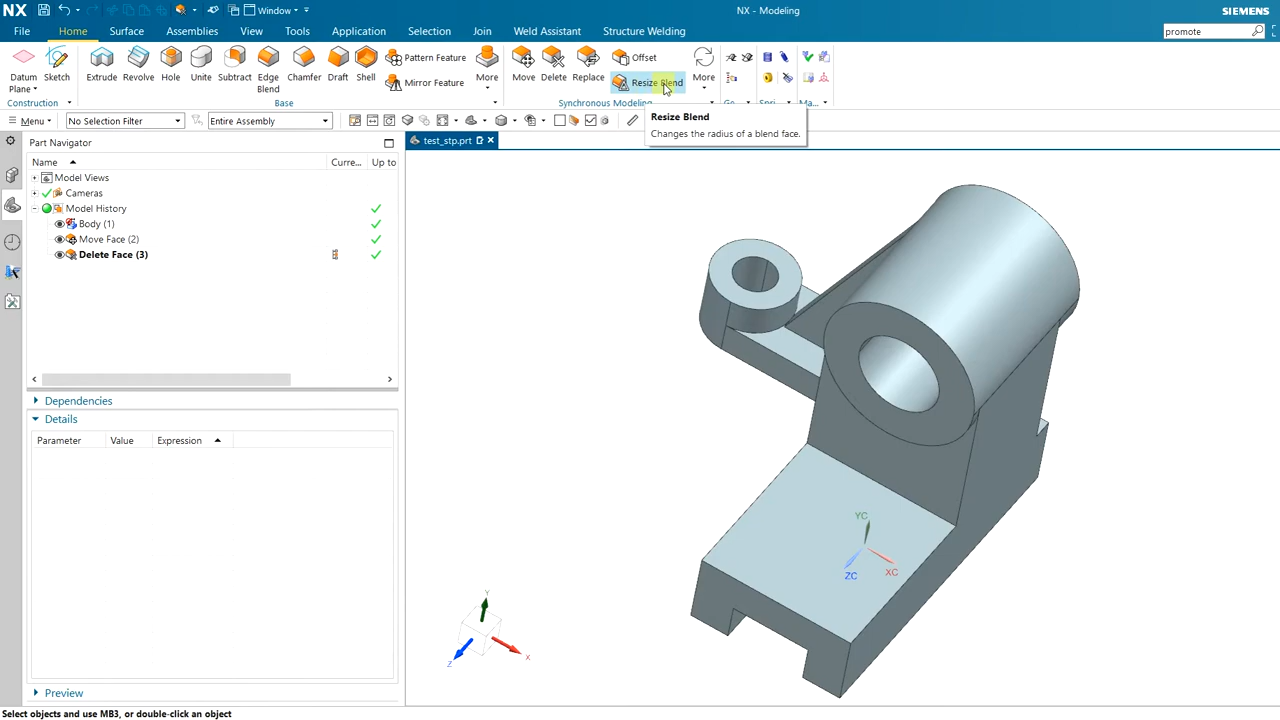 NX Window NX - Modeling SIEMENS
File Home Surface Assemblies View Tools Application Selection Join Weld Assistant Structure Welding promote
Datum Plane Sketch Extrude Revolve Hole Unite Subtract Edge Blend Chamfer Draft Shell Pattern Feature Mirror Feature More Move Delete Replace Offset Resize Blend More
Construction Base Synchronous Modeling Ge... Spri... Ma...
Menu No Selection Filter Entire Assembly
Resize Blend
Changes the radius of a blend face.
Part Navigator test_stp.prt
Name Curre... Up to
Model Views
Cameras
Model History
Body (1)
Move Face (2)
Delete Face (3)
Dependencies
Details
Parameter Value Expression
YC
ZC XC
Y
X
Z
Preview
Select objects and use MB3, or double-click an object